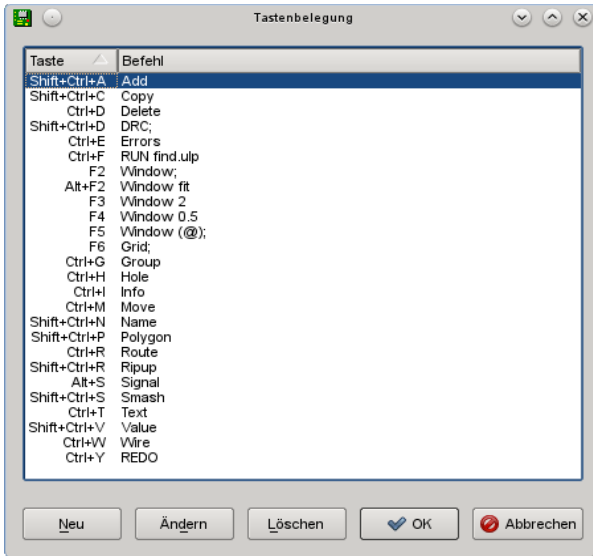 Tastenbelegung
Taste Befehl
Shift+Ctrl+A Add
Shift+Ctrl+C Copy
Ctrl+D Delete
Shift+Ctrl+D DRC;
Ctrl+E Errors
Ctrl+F RUN find.ulp
F2 Window;
Alt+F2 Window fit
F3 Window 2
F4 Window 0.5
F5 Window (@);
F6 Grid;
Ctrl+G Group
Ctrl+H Hole
Ctrl+I Info
Ctrl+M Move
Shift+Ctrl+N Name
Shift+Ctrl+P Polygon
Ctrl+R Route
Shift+Ctrl+R Ripup
Alt+S Signal
Shift+Ctrl+S Smash
Ctrl+T Text
Shift+Ctrl+V Value
Ctrl+W Wire
Ctrl+Y REDO
Neu Ändern Löschen OK Abbrechen